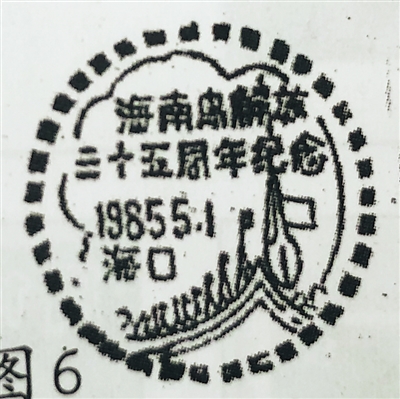 海南岛解放
三十五周年纪念
1985 5.1
海口
图6